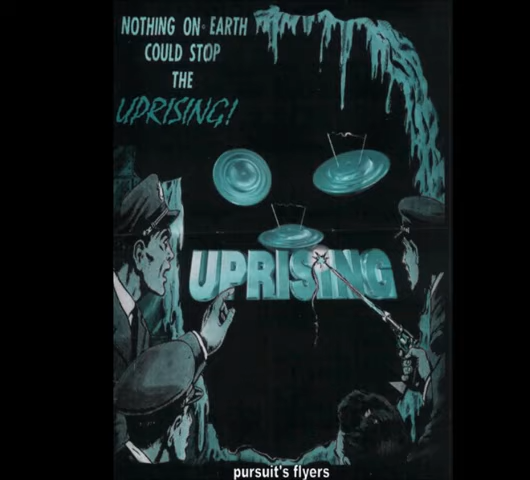 NOTHING ON EARTH
COULD STOP
THE
UPRISING!
UPRISING
pursuit's flyers